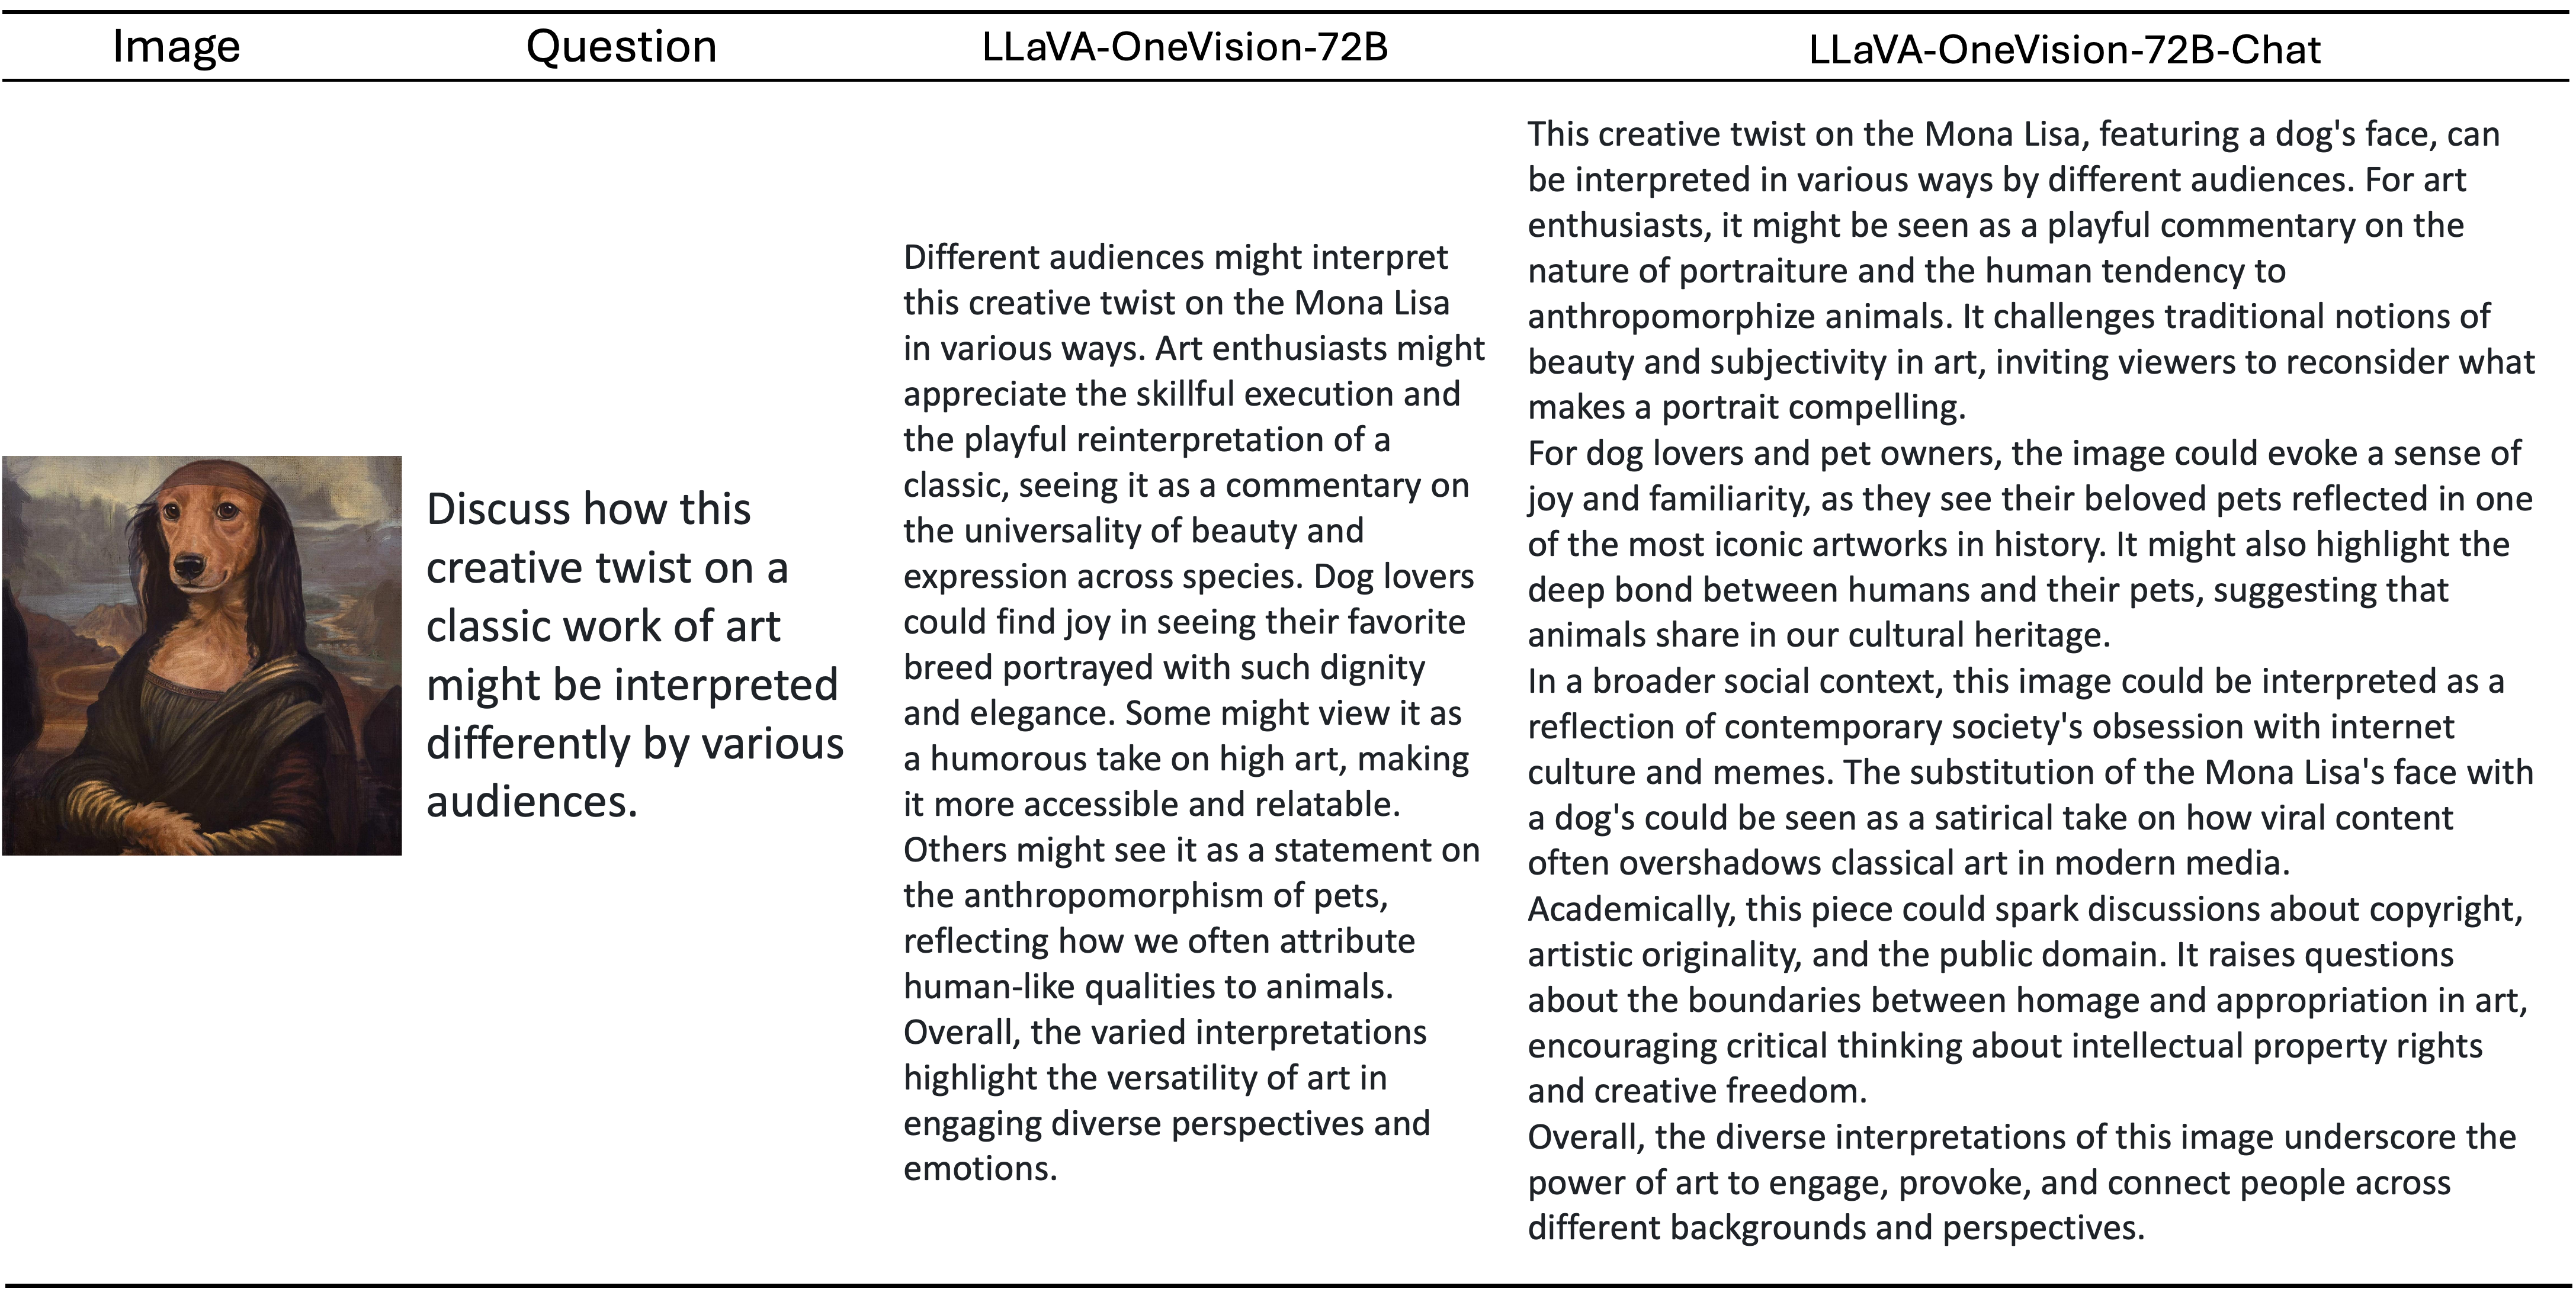 Image
Question
LLaVA-OneVision-72B
LLaVA-OneVision-72B-Chat
Discuss how this
creative twist on a
classic work of art
might be interpreted
differently by various
audiences.
Different audiences might interpret
this creative twist on the Mona Lisa
in various ways. Art enthusiasts might
appreciate the skillful execution and
the playful reinterpretation of a
classic, seeing it as a commentary on
the universality of beauty and
expression across species. Dog lovers
could find joy in seeing their favorite
breed portrayed with such dignity
and elegance. Some might view it as
a humorous take on high art, making
it more accessible and relatable.
Others might see it as a statement on
the anthropomorphism of pets,
reflecting how we often attribute
human-like qualities to animals.
Overall, the varied interpretations
highlight the versatility of art in
engaging diverse perspectives and
emotions.
This creative twist on the Mona Lisa, featuring a dog's face, can
be interpreted in various ways by different audiences. For art
enthusiasts, it might be seen as a playful commentary on the
nature of portraiture and the human tendency to
anthropomorphize animals. It challenges traditional notions of
beauty and subjectivity in art, inviting viewers to reconsider what
makes a portrait compelling.
For dog lovers and pet owners, the image could evoke a sense of
joy and familiarity, as they see their beloved pets reflected in one
of the most iconic artworks in history. It might also highlight the
deep bond between humans and their pets, suggesting that
animals share in our cultural heritage.
In a broader social context, this image could be interpreted as a
reflection of contemporary society's obsession with internet
culture and memes. The substitution of the Mona Lisa's face with
a dog's could be seen as a satirical take on how viral content
often overshadows classical art in modern media.
Academically, this piece could spark discussions about copyright,
artistic originality, and the public domain. It raises questions
about the boundaries between homage and appropriation in art,
encouraging critical thinking about intellectual property rights
and creative freedom.
Overall, the diverse interpretations of this image underscore the
power of art to engage, provoke, and connect people across
different backgrounds and perspectives.